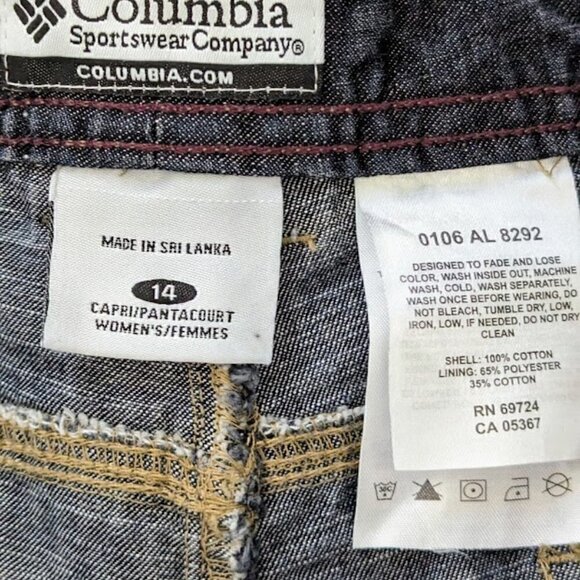 Columbia
Sportswear Company®
COLUMBIA.COM
MADE IN SRI LANKA
14
CAPRI/PANTACOURT
WOMEN'S/FEMMES
0106 AL 8292
DESIGNED TO FADE AND LOSE
COLOR, WASH INSIDE OUT, MACHINE
WASH, COLD, WASH SEPARATELY,
WASH ONCE BEFORE WEARING, DO
NOT BLEACH, TUMBLE DRY, LOW,
IRON, LOW, IF NEEDED, DO NOT DRY
CLEAN
SHELL: 100% COTTON
LINING: 65% POLYESTER
35% COTTON
RN 69724
CA 05367
30C